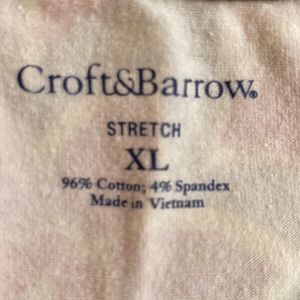 Croft&Barrow®
STRETCH
XL
96% Cotton; 4% Spandex
Made in Vietnam